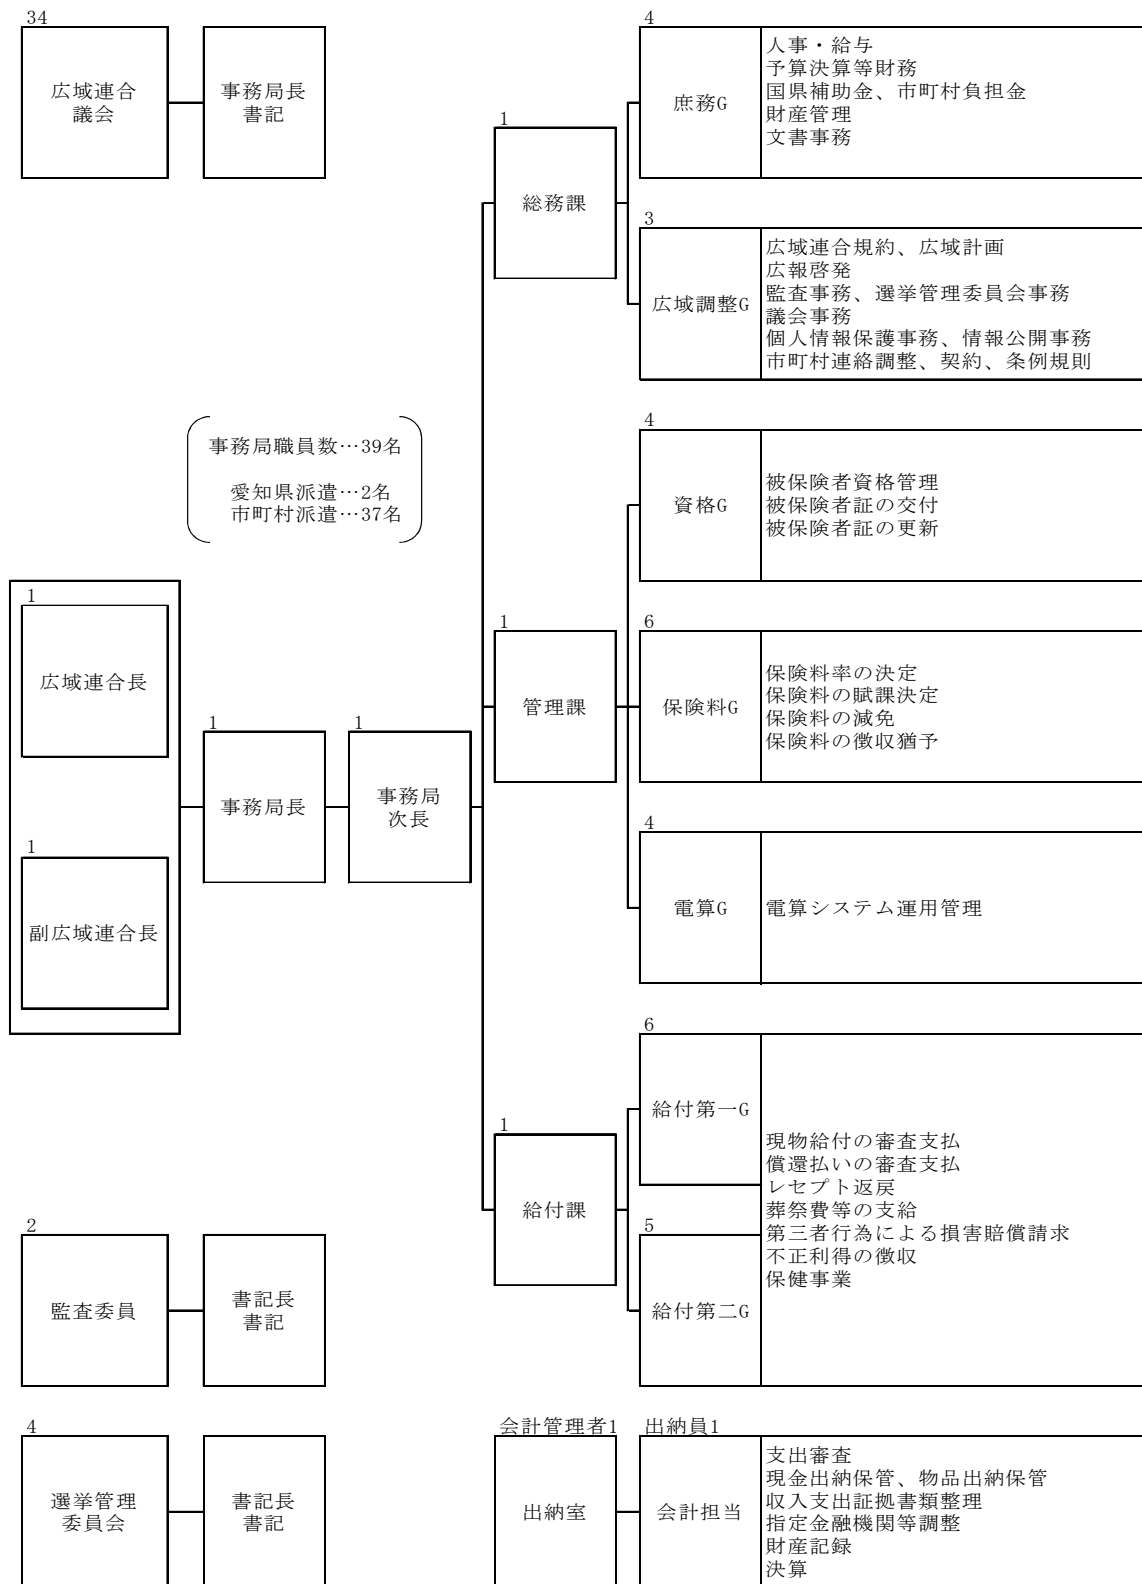 34
広域連合
議会
事務局長
書記
事務局職員数…39名
愛知県派遣…2名
市町村派遣…37名
1
広域連合長
1
副広域連合長
1
事務局長
1
事務局
次長
1
総務課
4
庶務G
人事・給与
予算決算等財務
国県補助金、市町村負担金
財産管理
文書事務
3
広域調整G
広域連合規約、広域計画
広報啓発
監査事務、選挙管理委員会事務
議会事務
個人情報保護事務、情報公開事務
市町村連絡調整、契約、条例規則
1
管理課
4
資格G
被保険者資格管理
被保険者証の交付
被保険者証の更新
6
保険料G
保険料率の決定
保険料の賦課決定
保険料の減免
保険料の徴収猶予
4
電算G
電算システム運用管理
1
給付課
6
給付第一G
5
給付第二G
現物給付の審査支払
償還払いの審査支払
レセプト返戻
葬祭費等の支給
第三者行為による損害賠償請求
不正利得の徴収
保健事業
2
監査委員
書記長
書記
4
選挙管理
委員会
書記長
書記
会計管理者1
出納室
出納員1
会計担当
支出審査
現金出納保管、物品出納保管
収入支出証拠書類整理
指定金融機関等調整
財産記録
決算